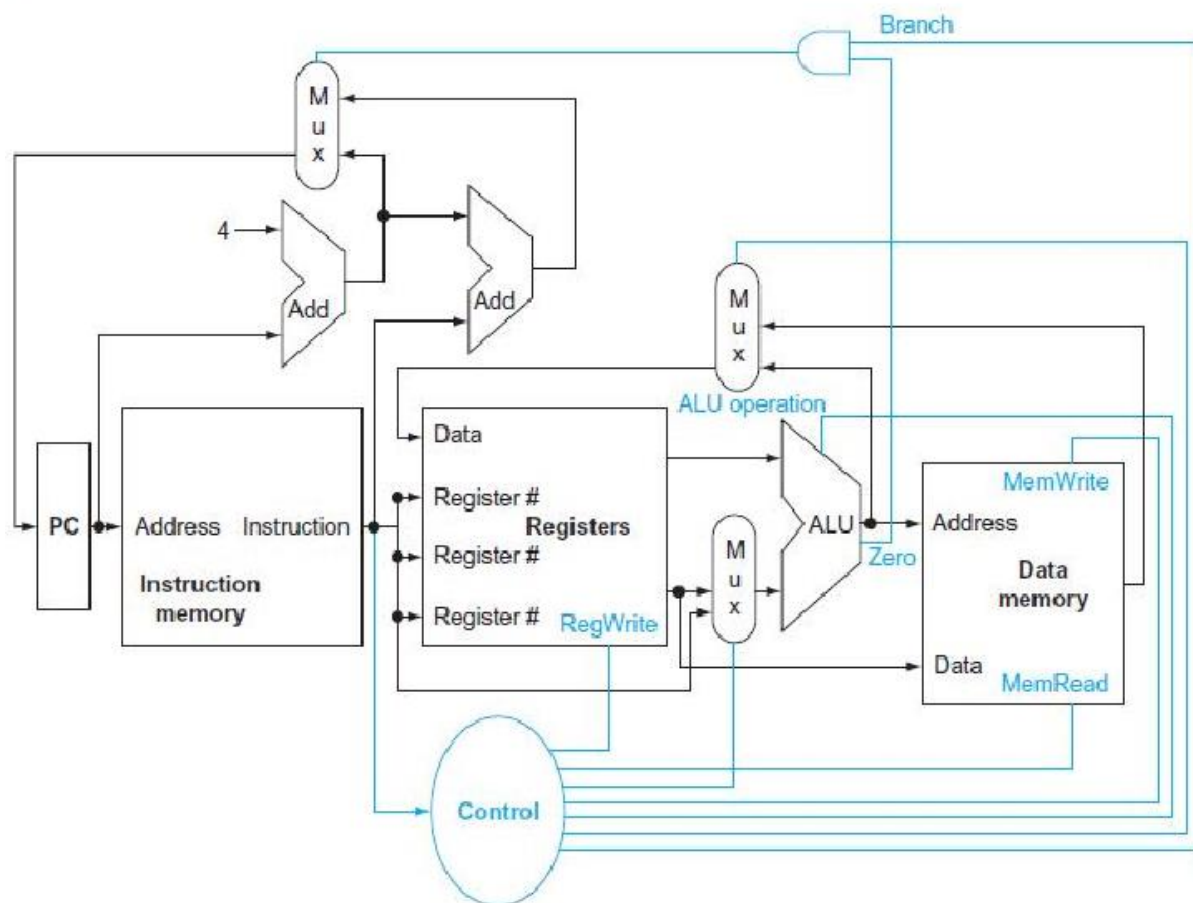 Branch
M
u
x
4
Add
Add
M
u
x
ALU operation
Data
Register #
Registers
Register #
Register #
RegWrite
PC
Address Instruction
Instruction
memory
M
u
x
ALU
Zero
MemWrite
Address
Data
memory
Data
MemRead
Control